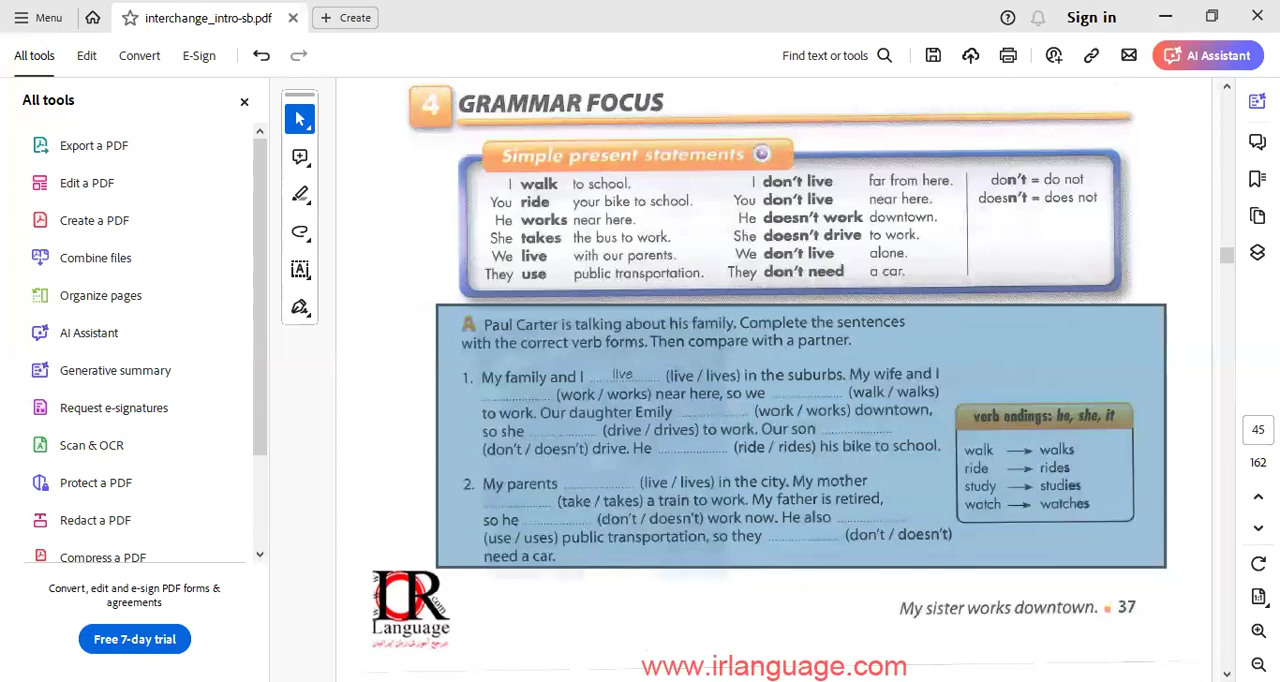 Menu
interchange_intro-sb.pdf
Create
Sign in
All tools
Edit
Convert
E-Sign
Find text or tools
AI Assistant
All tools
Export a PDF
Edit a PDF
Create a PDF
Combine files
Organize pages
AI Assistant
Generative summary
Request e-signatures
Scan & OCR
Protect a PDF
Redact a PDF
Compress a PDF
Convert, edit and e-sign PDF forms &
agreements
Free 7-day trial
4 GRAMMAR FOCUS
Simple present statements
I walk to school. I don't live far from here. don't = do not
You ride your bike to school. You don't live near here. doesn't = does not
He works near here. He doesn't work downtown.
She takes the bus to work. She doesn't drive to work.
We live with our parents. We don't live alone.
They use public transportation. They don't need a car.
A Paul Carter is talking about his family. Complete the sentences
with the correct verb forms. Then compare with a partner.
1. My family and I live (live / lives) in the suburbs. My wife and I
.............. (work / works) near here, so we .............. (walk / walks)
to work. Our daughter Emily .............. (work / works) downtown,
so she .............. (drive / drives) to work. Our son ..............
(don't / doesn't) drive. He .............. (ride / rides) his bike to school.
2. My parents .............. (live / lives) in the city. My mother
.............. (take / takes) a train to work. My father is retired,
so he .............. (don't / doesn't) work now. He also ..............
(use / uses) public transportation, so they .............. (don't / doesn't)
need a car.
verb endings: he, she, it
walk → walks
ride → rides
study → studies
watch → watches
IR
.com
Language
My sister works downtown. ▪ 37
www.irlanguage.com
45
162